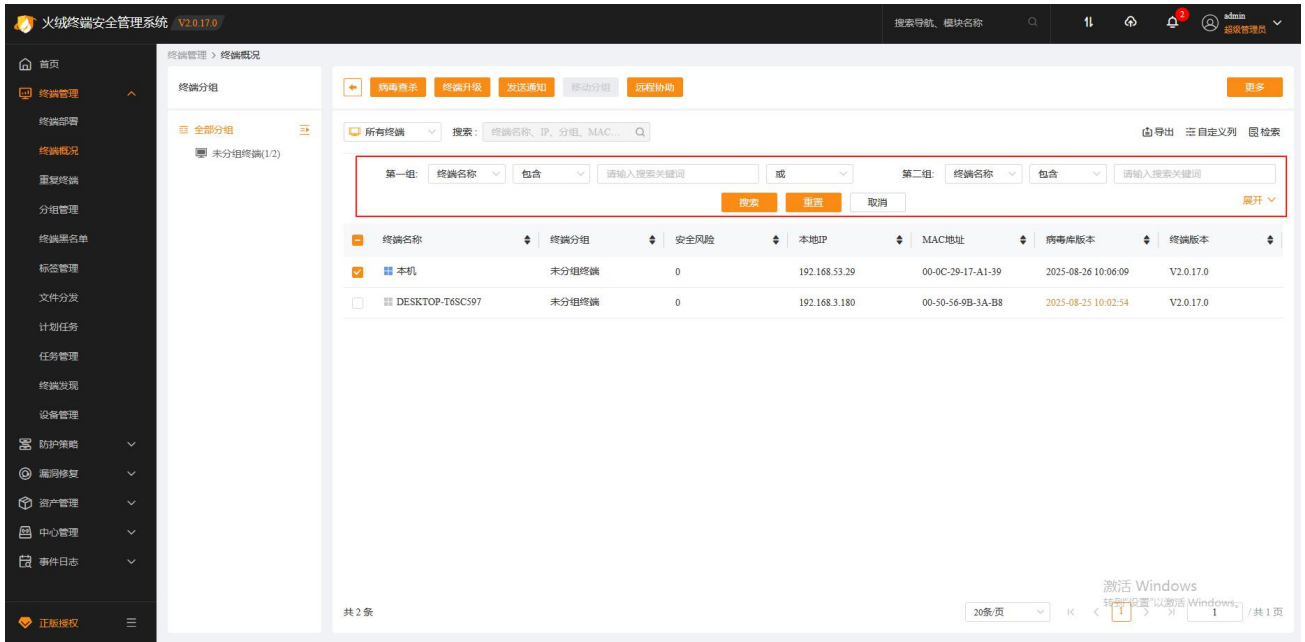 火绒终端安全管理系统 V2.0.17.0
搜索导航、模块名称
2
admin
超级管理员
首页
终端管理
终端部署
终端概况
重复终端
分组管理
终端黑名单
标签管理
文件分发
计划任务
任务管理
终端发现
设备管理
防护策略
漏洞修复
资产管理
中心管理
事件日志
正版授权
终端管理 > 终端概况
终端分组
全部分组
未分组终端(1/2)
病毒查杀 终端升级 发送通知 移动分组 远程协助 更多
所有终端 搜索: 终端名称、IP、分组、MAC... 导出 自定义列 检索
第一组: 终端名称 包含 请输入搜索关键词 或 第二组: 终端名称 包含 请输入搜索关键词
搜索 重置 取消 展开
终端名称 终端分组 安全风险 本地IP MAC地址 病毒库版本 终端版本
本机 未分组终端 0 192.168.53.29 00-0C-29-17-A1-39 2025-08-26 10:06:09 V2.0.17.0
DESKTOP-T6SC597 未分组终端 0 192.168.3.180 00-50-56-9B-3A-B8 2025-08-25 10:02:54 V2.0.17.0
激活 Windows
转到"设置"以激活 Windows。
共 2 条 20条/页 1 1 / 共 1 页